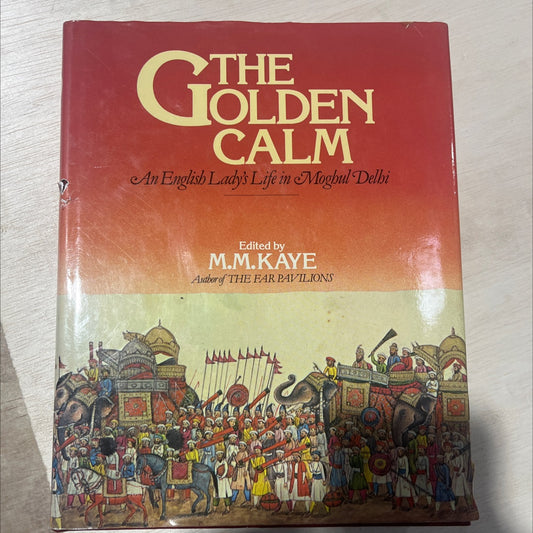 THE
GOLDEN
CALM
An English Lady's Life in Moghul Delhi
Edited by
M.M.KAYE
Author of THE FAR PAVILIONS